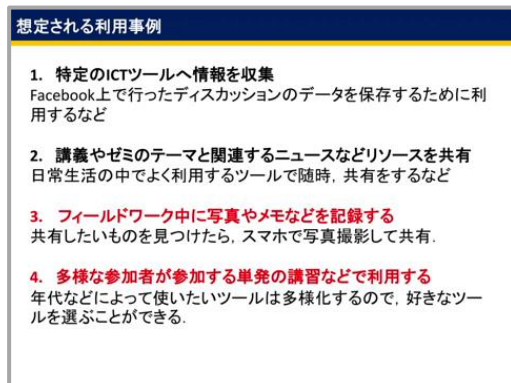 想定される利用事例
1. 特定のICTツールへ情報を収集
Facebook上で行ったディスカッションのデータを保存するために利
用するなど
2. 講義やゼミのテーマと関連するニュースなどリソースを共有
日常生活の中でよく利用するツールで随時，共有をするなど
3. フィールドワーク中に写真やメモなどを記録する
共有したいものを見つけたら，スマホで写真撮影して共有．
4. 多様な参加者が参加する単発の講習などで利用する
年代などによって使いたいツールは多様化するので，好きなツー
ルを選ぶことができる．